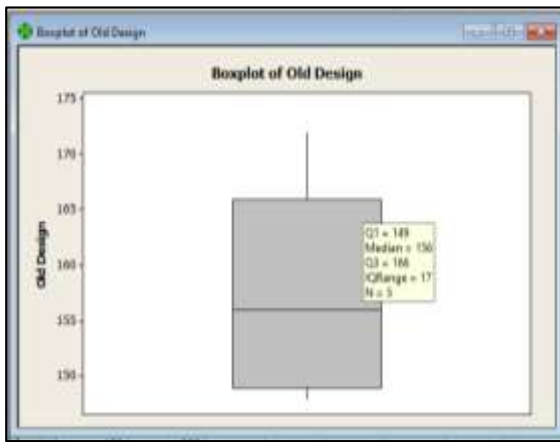 Boxplot of Old Design
Boxplot of Old Design
175
170
165
160
155
150
Old Design
Q1 = 149
Median = 156
Q3 = 166
IQRange = 17
N = 5